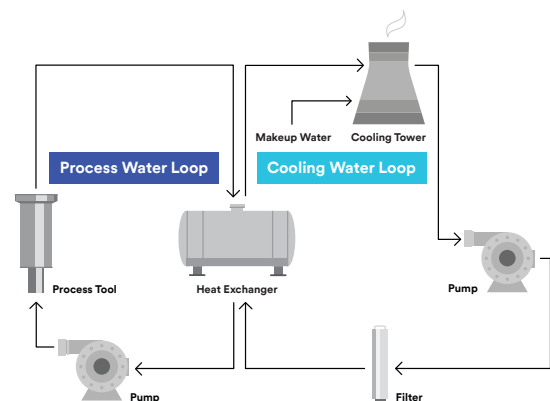 Makeup Water
Cooling Tower
Process Water Loop
Cooling Water Loop
Process Tool
Heat Exchanger
Pump
Pump
Filter